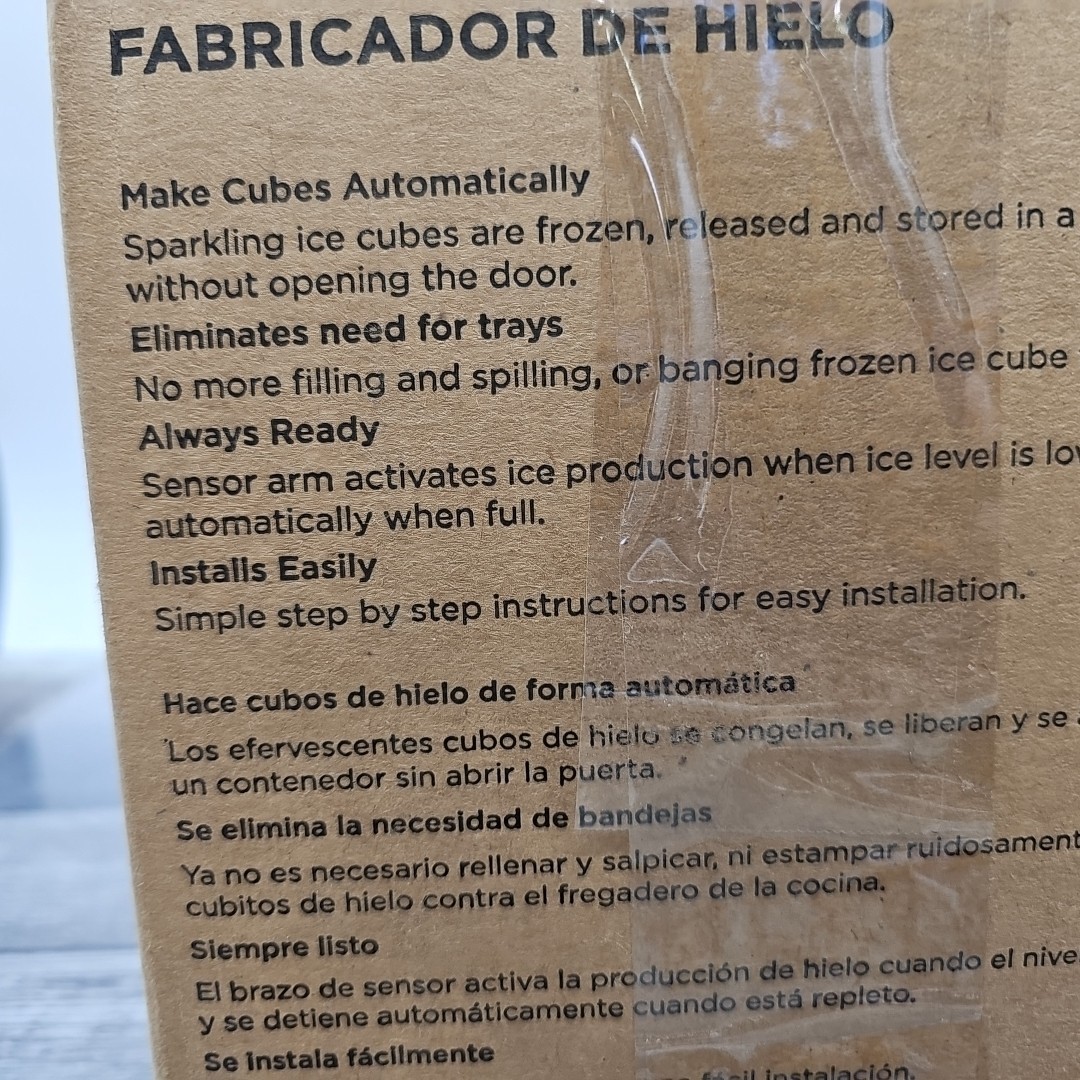 FABRICADOR DE HIELO
Make Cubes Automatically
Sparkling ice cubes are frozen, released and stored in a
without opening the door.
Eliminates need for trays
No more filling and spilling, or banging frozen ice cube
Always Ready
Sensor arm activates ice production when ice level is
automatically when full.
Installs Easily
Simple step by step instructions for easy installation.
Hace cubos de hielo de forma automática
Los efervescentes cubos de hielo se congelan, se liberan y se
un contenedor sin abrir la puerta.
Se elimina la necesidad de bandejas
Ya no es necesario rellenar y salpicar, ni estampar
cubitos de hielo contra el fregadero de la cocina.
Siempre listo
El brazo de sensor activa la producción de hielo cuando el
y se detiene automáticamente cuando está repleto.
Se instala fácilmente
instalación.